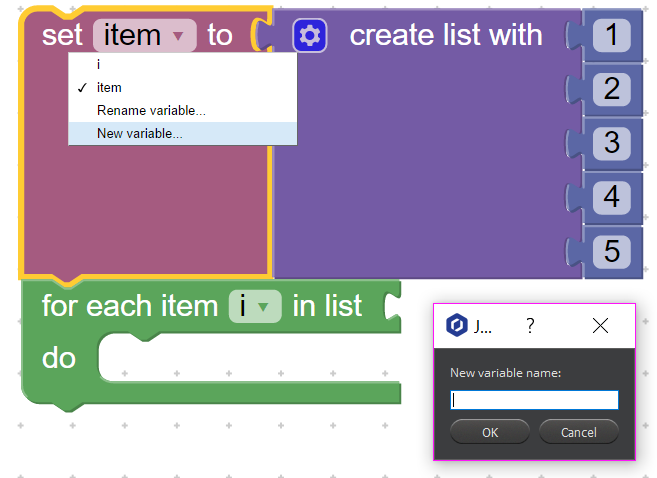 set item to create list with 1
i
item
Rename variable...
New variable...
2
3
4
5
for each item i in list
do
J... ?
New variable name:
OK Cancel